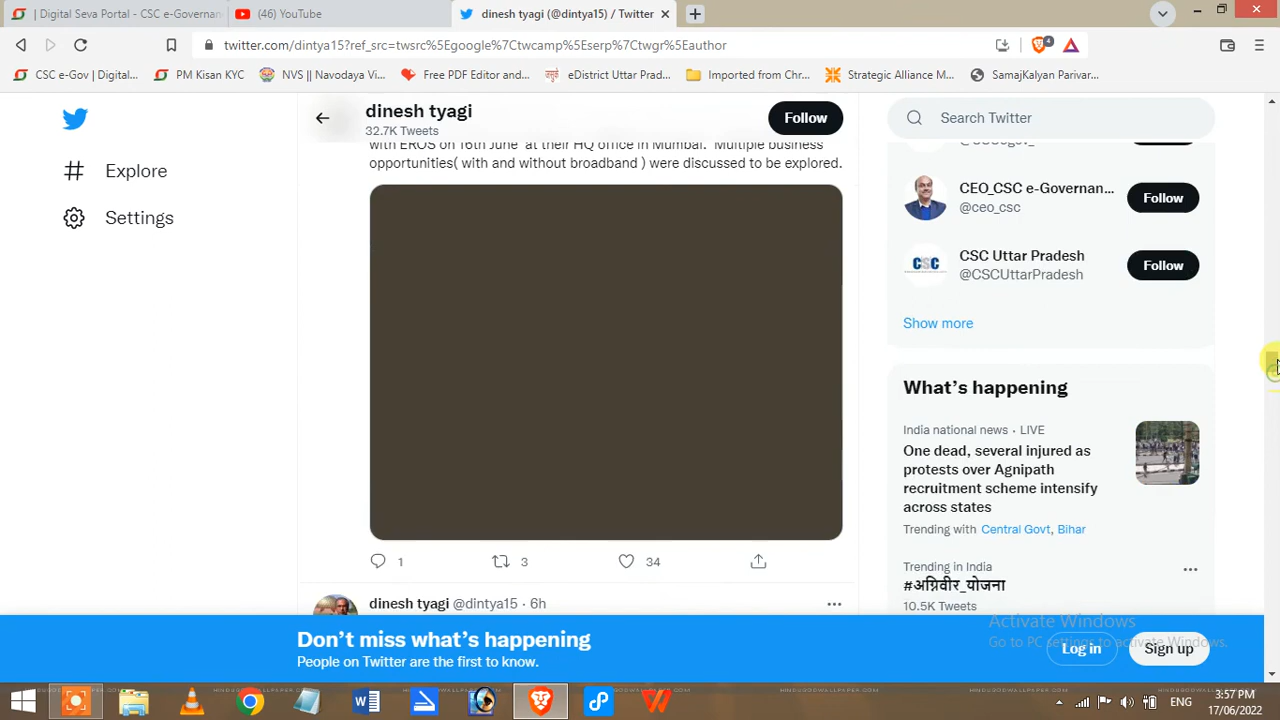 | Digital Seva Portal - CSC e-Governan
(46) YouTube
dinesh tyagi (@dintya15) / Twitter
twitter.com/dintya15?ref_src=twsrc%5Egoogle%7Ctwcamp%5Eserp%7Ctwgr%5Eauthor
4
CSC e-Gov | Digital...
PM Kisan KYC
NVS || Navodaya Vi...
Free PDF Editor and...
eDistrict Uttar Prad...
Imported from Chr...
Strategic Alliance M...
SamajKalyan Parivar...
dinesh tyagi
32.7K Tweets
Follow
Search Twitter
Explore
Settings
with EROS on 16th June at their HQ office in Mumbai. Multiple business
opportunities( with and without broadband ) were discussed to be explored.
1
3
34
dinesh tyagi @dintya15 · 6h
CEO_CSC e-Governan...
@ceo_csc
Follow
CSC
CSC Uttar Pradesh
@CSCUttarPradesh
Follow
Show more
What's happening
India national news · LIVE
One dead, several injured as
protests over Agnipath
recruitment scheme intensify
across states
Trending with Central Govt, Bihar
Trending in India
#अग्निवीर_योजना
10.5K Tweets
Activate Windows
Go to PC settings to activate Windows.
Don't miss what's happening
People on Twitter are the first to know.
Log in
Sign up
ENG
3:57 PM
17/06/2022